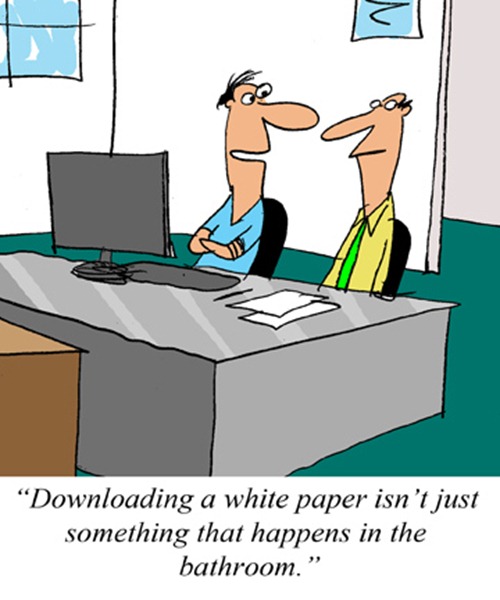 “Downloading a white paper isn’t just
something that happens in the
bathroom.”